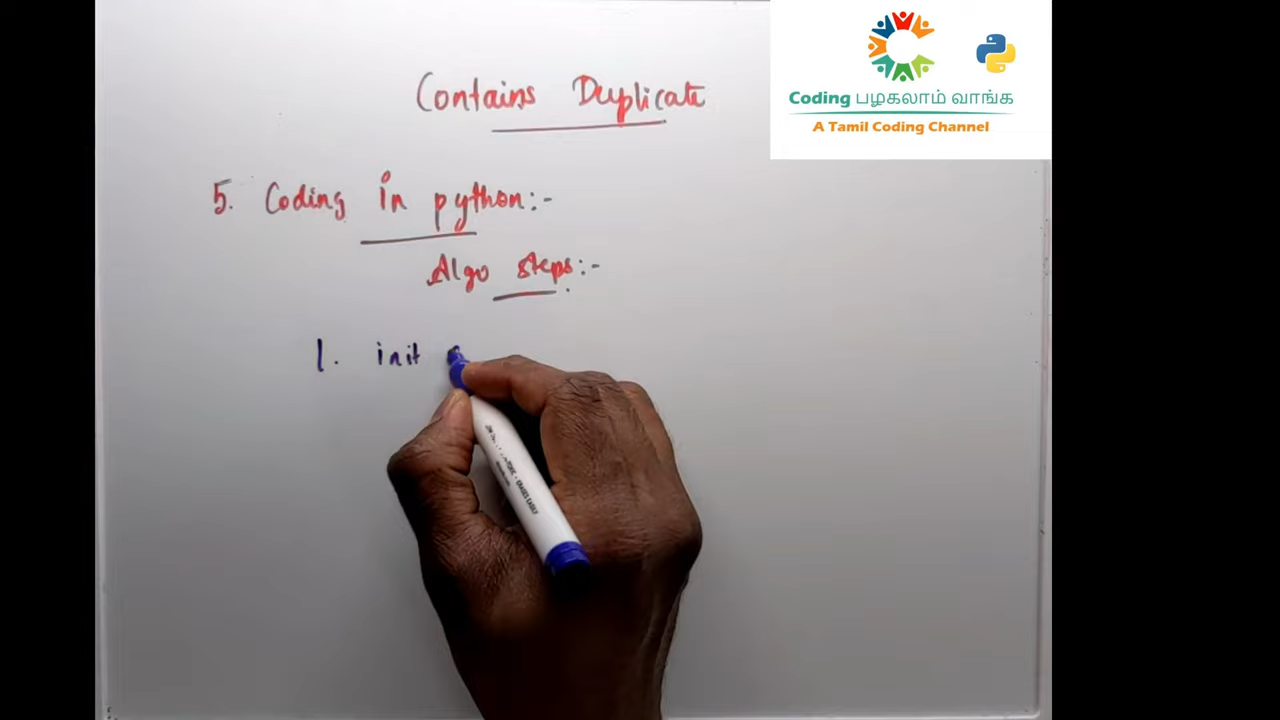 Contains Duplicate
Coding பழகலாம் வாங்க
A Tamil Coding Channel
5. Coding in python:-
Algo steps:-
1. init